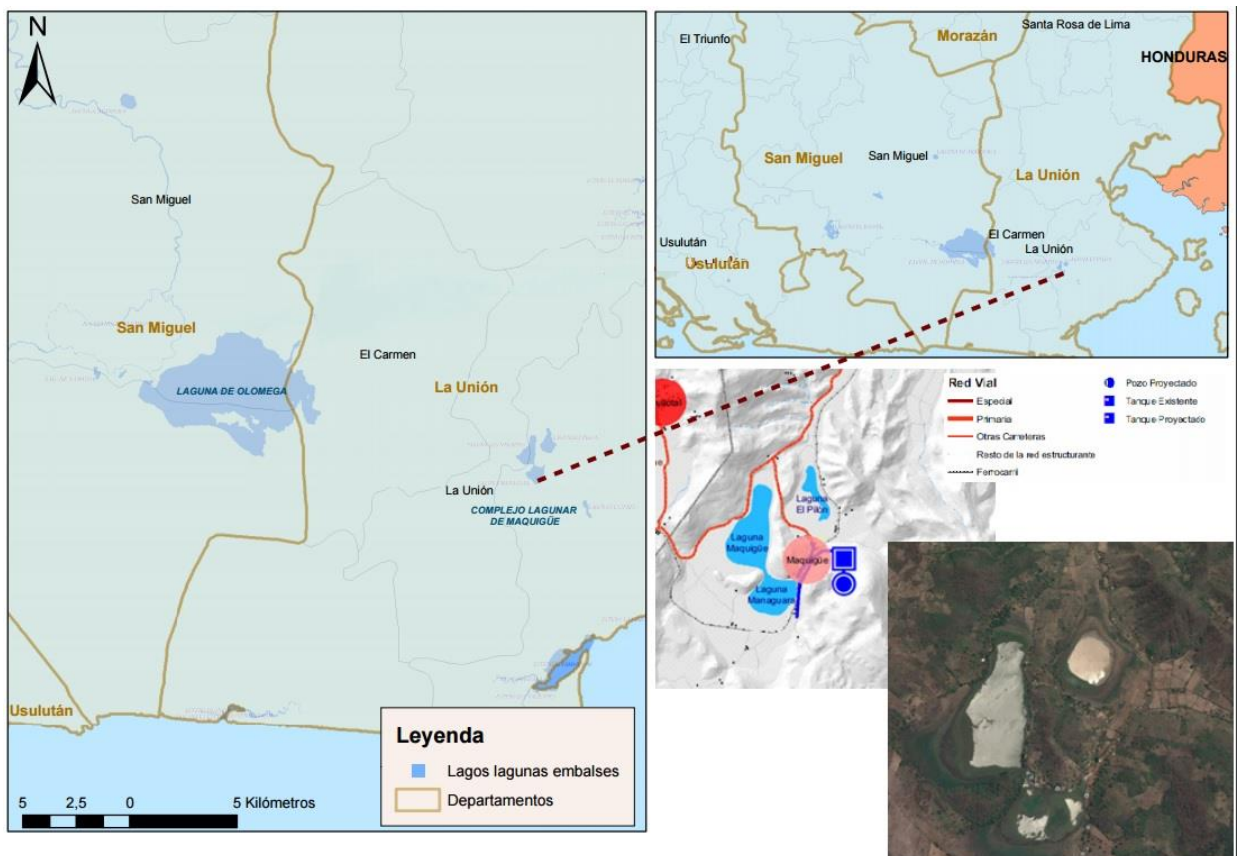 N
San Miguel
San Miguel
LAGUNA DE OLOMEGA
El Carmen
La Unión
La Unión
COMPLEJO LAGUNAR
DE MAQUIGÜE
Usulután
5 2,5 0 5 Kilómetros
Leyenda
Lagos lagunas embalses
Departamentos
El Triunfo
Morazán
Santa Rosa de Lima
HONDURAS
San Miguel
San Miguel
La Unión
El Carmen
La Unión
Usulután
Usulután
Red Vial
Especial
Primaria
Otras Carreteras
Resto de la red estructurante
Ferrocarril
Pozo Proyectado
Tanque Existente
Tanque Proyectado
Laguna
El Pilón
Laguna
Maquigüe
Maquigüe
Laguna
Managuara